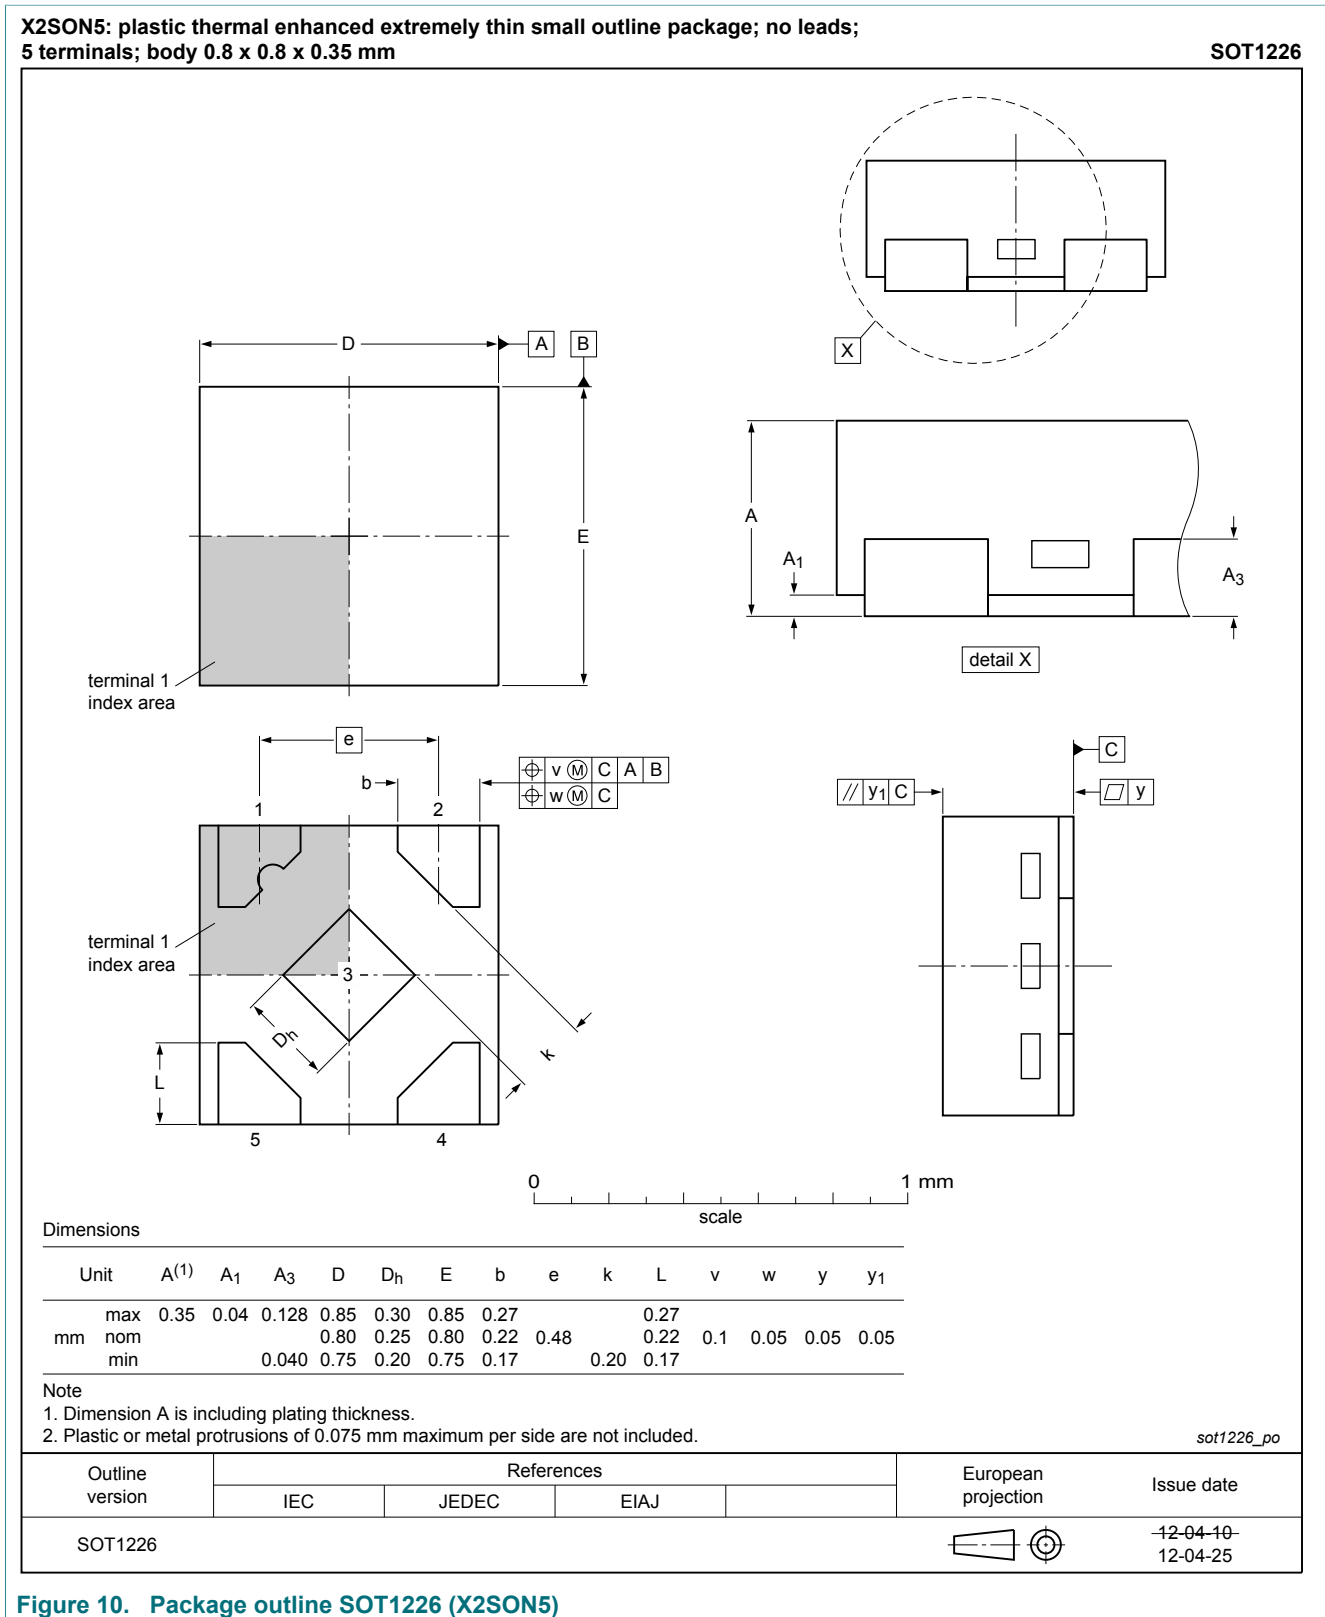 X2SON5: plastic thermal enhanced extremely thin small outline package; no leads;
5 terminals; body 0.8 x 0.8 x 0.35 mm SOT1226
X
D A B
E
terminal 1
index area
A
A1
A3
detail X
e
b
v M C A B
w M C
1 2
terminal 1
index area
3
Dh
k
L
5 4
C
// y1 C
y
0 1 mm
scale
Dimensions
Unit A(1) A1 A3 D Dh E b e k L v w y y1
max 0.35 0.04 0.128 0.85 0.30 0.85 0.27 0.27
mm nom 0.80 0.25 0.80 0.22 0.48 0.22 0.1 0.05 0.05 0.05
min 0.040 0.75 0.20 0.75 0.17 0.20 0.17
Note
1. Dimension A is including plating thickness.
2. Plastic or metal protrusions of 0.075 mm maximum per side are not included.
sot1226_po
Outline version References European projection Issue date
IEC JEDEC EIAJ
SOT1226 12-04-10
12-04-25
Figure 10. Package outline SOT1226 (X2SON5)